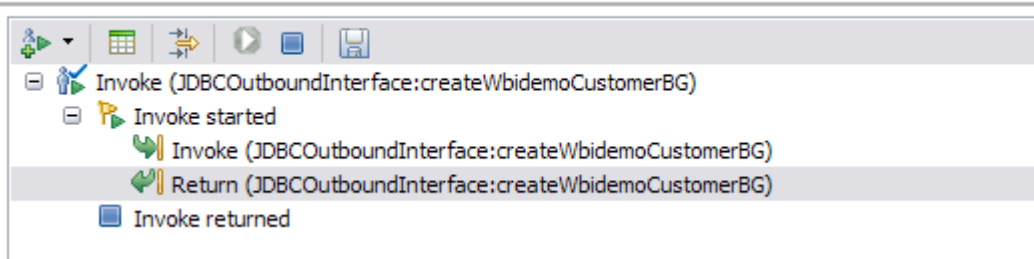 Invoke (JDBCOutboundInterface:createWbidemoCustomerBG)
Invoke started
Invoke (JDBCOutboundInterface:createWbidemoCustomerBG)
Return (JDBCOutboundInterface:createWbidemoCustomerBG)
Invoke returned